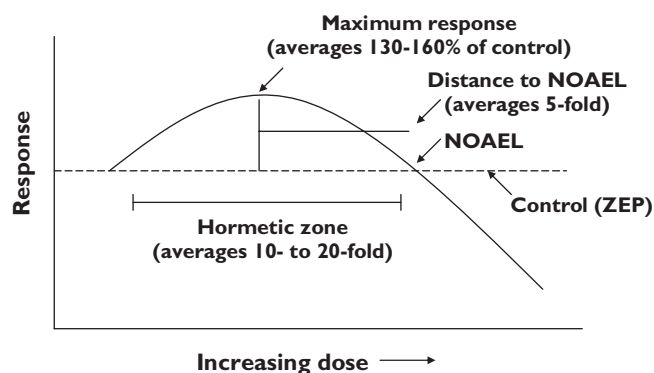 Maximum response
(averages 130-160% of control)
Distance to NOAEL
(averages 5-fold)
NOAEL
Control (ZEP)
Hormetic zone
(averages 10- to 20-fold)
Response
Increasing dose